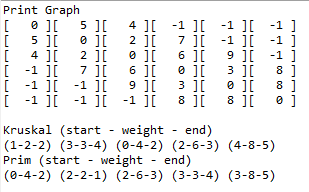 Print Graph
[ 0 ][ 5 ][ 4 ][ -1 ][ -1 ][ -1 ]
[ 5 ][ 0 ][ 2 ][ 7 ][ -1 ][ -1 ]
[ 4 ][ 2 ][ 0 ][ 6 ][ 9 ][ -1 ]
[ -1 ][ 7 ][ 6 ][ 0 ][ 3 ][ 8 ]
[ -1 ][ -1 ][ 9 ][ 3 ][ 0 ][ 8 ]
[ -1 ][ -1 ][ -1 ][ 8 ][ 8 ][ 0 ]
Kruskal (start - weight - end)
(1-2-2) (3-3-4) (0-4-2) (2-6-3) (4-8-5)
Prim (start - weight - end)
(0-4-2) (2-2-1) (2-6-3) (3-3-4) (3-8-5)